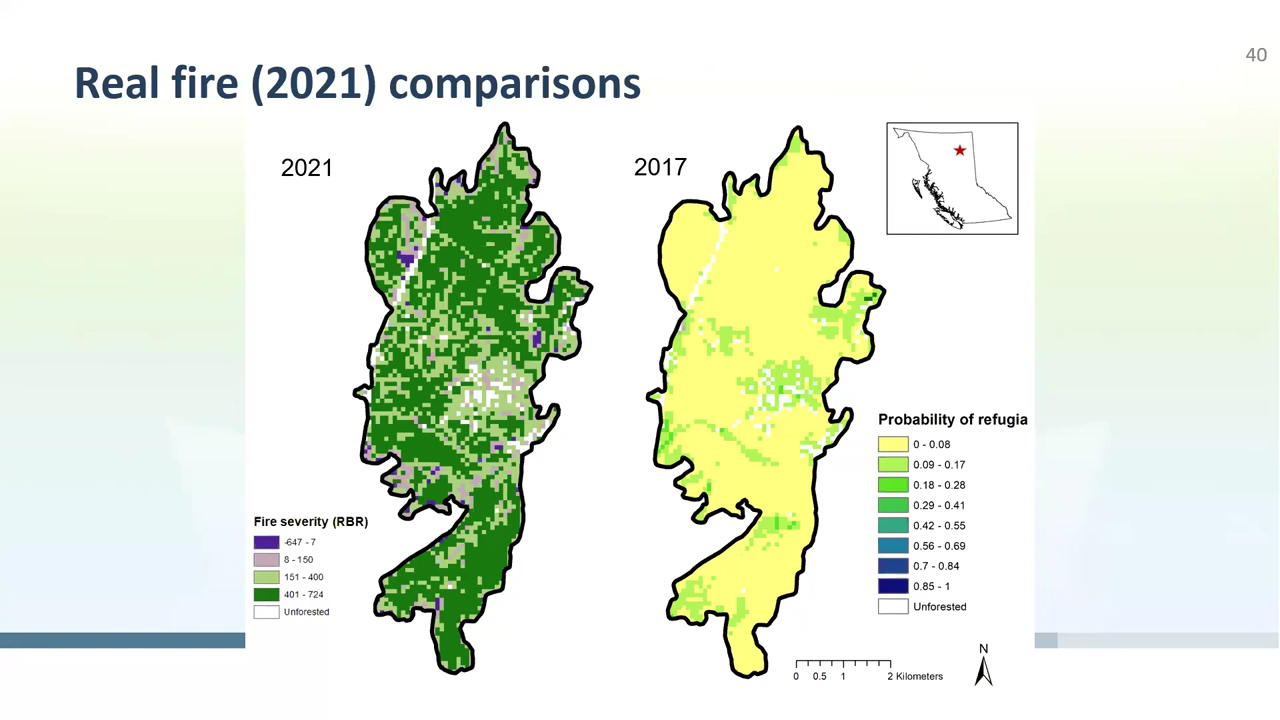 40
Real fire (2021) comparisons
2021
2017
Fire severity (RBR)
-647 - 7
8 - 150
151 - 400
401 - 724
Unforested
Probability of refugia
0 - 0.08
0.09 - 0.17
0.18 - 0.28
0.29 - 0.41
0.42 - 0.55
0.56 - 0.69
0.7 - 0.84
0.85 - 1
Unforested
0 0.5 1 2 Kilometers
N